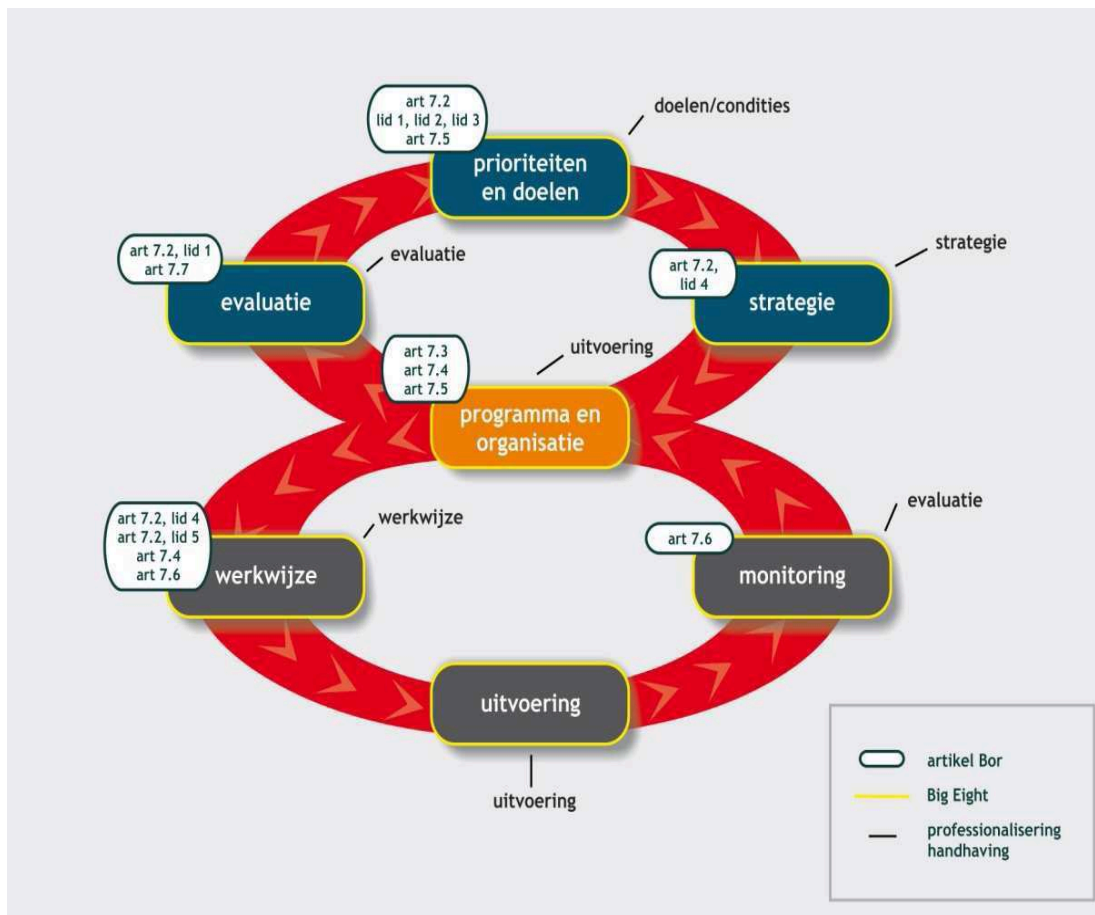 art 7.2
lid 1, lid 2, lid 3
art 7.5
doelen/condities
prioriteiten
en doelen
art 7.2, lid 1
art 7.7
evaluatie
evaluatie
art 7.2,
lid 4
strategie
strategie
art 7.3
art 7.4
art 7.5
uitvoering
programma en
organisatie
art 7.2, lid 4
art 7.2, lid 5
art 7.4
art 7.6
werkwijze
werkwijze
art 7.6
evaluatie
monitoring
uitvoering
uitvoering
artikel Bor
Big Eight
professionalisering
handhaving